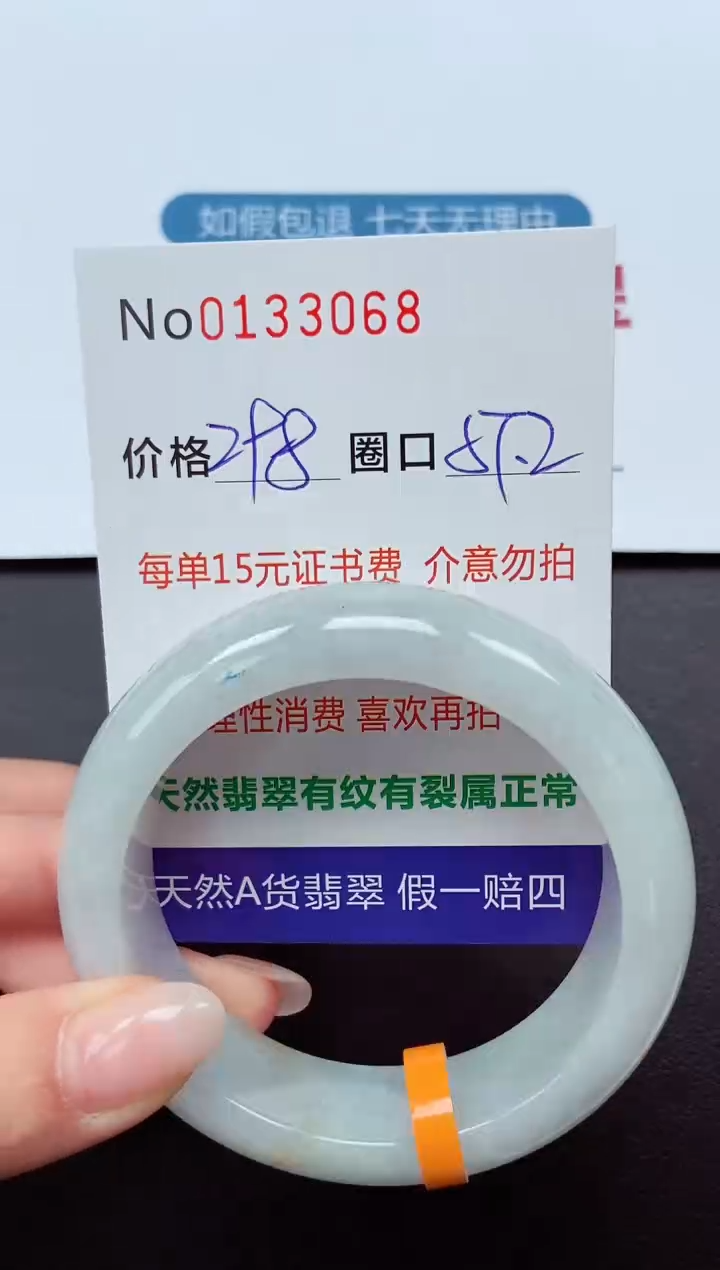 如假包退 七天无理由
No0133068
价格298 圈口57.2
每单15元证书费 介意勿拍
理性消费 喜欢再拍
天然翡翠有纹有裂属正常
天然A货翡翠 假一赔四